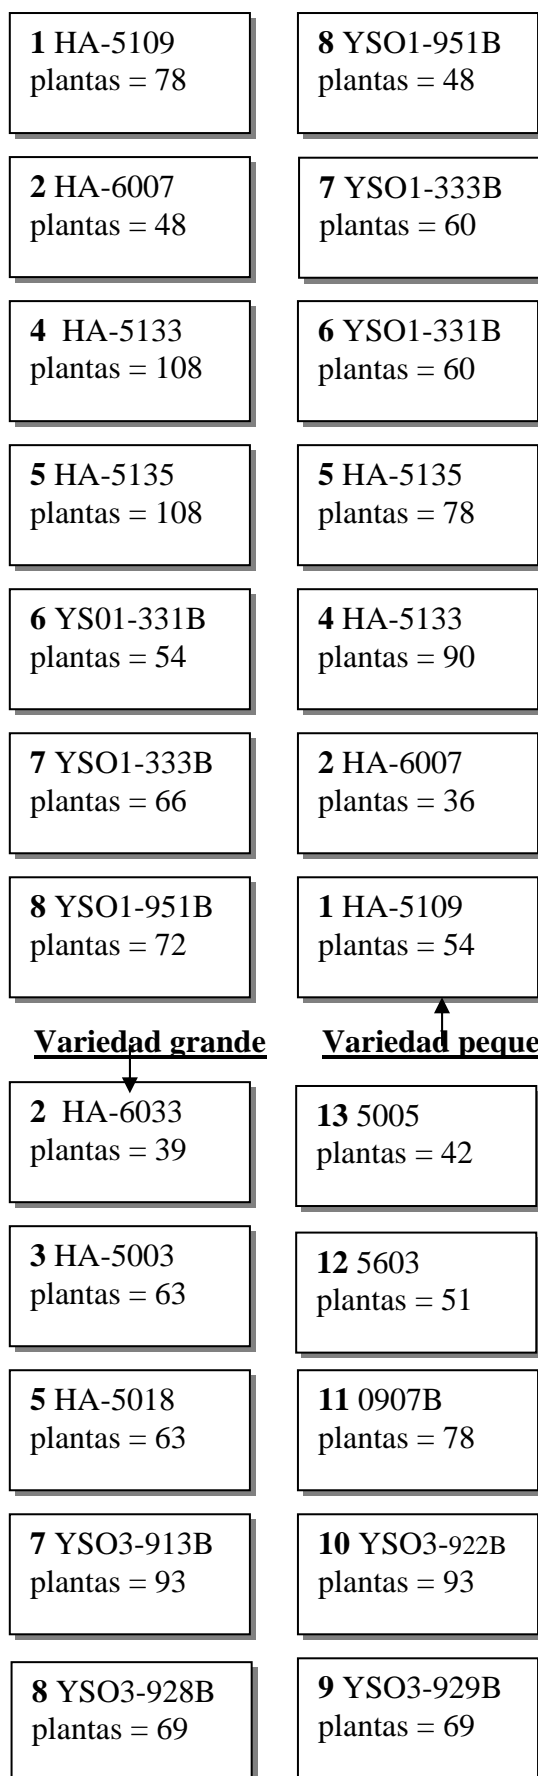 1 HA-5109
plantas = 78
8 YSO1-951B
plantas = 48
2 HA-6007
plantas = 48
7 YSO1-333B
plantas = 60
4 HA-5133
plantas = 108
6 YSO1-331B
plantas = 60
5 HA-5135
plantas = 108
5 HA-5135
plantas = 78
6 YS01-331B
plantas = 54
4 HA-5133
plantas = 90
7 YSO1-333B
plantas = 66
2 HA-6007
plantas = 36
8 YSO1-951B
plantas = 72
1 HA-5109
plantas = 54
Variedad grande
Variedad peque
2 HA-6033
plantas = 39
13 5005
plantas = 42
3 HA-5003
plantas = 63
12 5603
plantas = 51
5 HA-5018
plantas = 63
11 0907B
plantas = 78
7 YSO3-913B
plantas = 93
10 YSO3-922B
plantas = 93
8 YSO3-928B
plantas = 69
9 YSO3-929B
plantas = 69